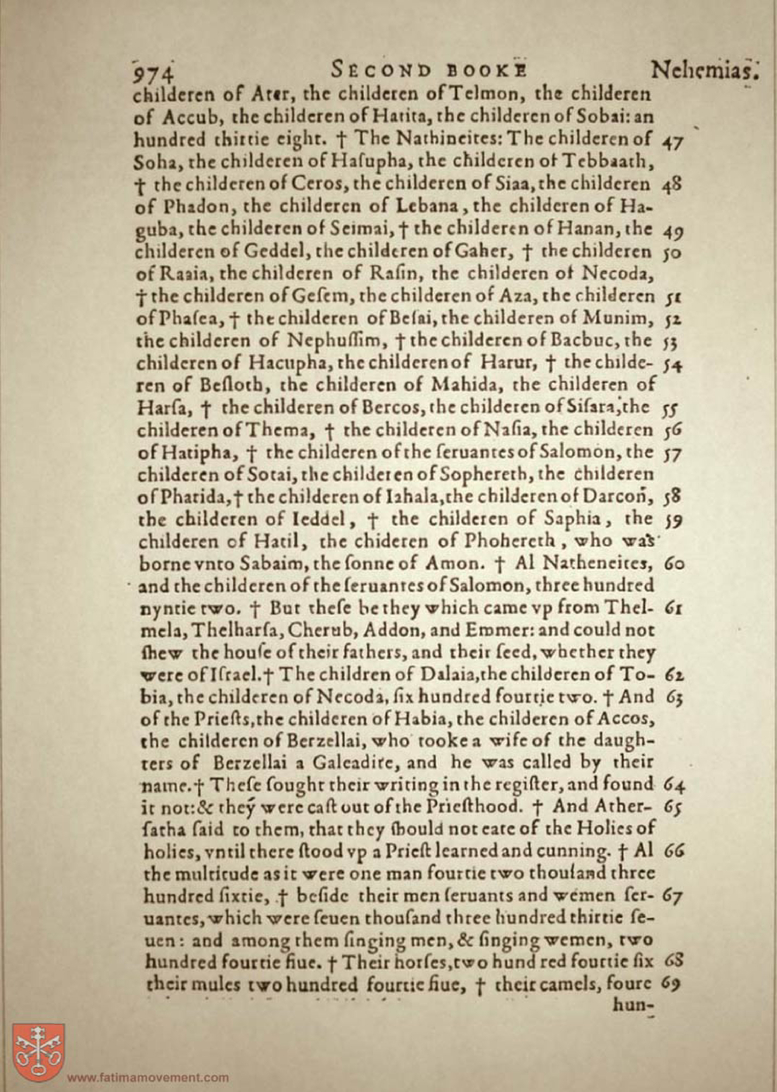 974 SECOND BOOKE Nehemias.
childeren of Ater, the childeren of Telmon, the childeren
of Accub, the childeren of Hatita, the childeren of Sobai: an
hundred thirtie eight. † The Nathineites: The childeren of 47
Soha, the childeren of Haſupha, the childeren of Tebbaath,
† the childeren of Ceros, the childeren of Siaa, the childeren 48
of Phadon, the childeren of Lebana, the childeren of Ha-
guba, the childeren of Seimai, † the childeren of Hanan, the 49
childeren of Geddel, the childeren of Gaher, † the childeren 50
of Raaia, the childeren of Raſin, the childeren of Necoda,
† the childeren of Geſem, the childeren of Aza, the childeren 51
of Phaſea, † the childeren of Beſai, the childeren of Munim, 52
the childeren of Nephuſſim, † the childeren of Bacbuc, the 53
childeren of Hacupha, the childeren of Harur, † the childe- 54
ren of Beſloth, the childeren of Mahida, the childeren of
Harſa, † the childeren of Bercos, the childeren of Siſara, the 55
childeren of Thema, † the childeren of Naſia, the childeren 56
of Hatipha, † the childeren of the ſeruantes of Salomon, the 57
childeren of Sotai, the childeren of Sophereth, the childeren
of Pharida, † the childeren of Iahala, the childeren of Darcon, 58
the childeren of Ieddel, † the childeren of Saphia, the 59
childeren of Hatil, the chideren of Phohereth, who was
borne vnto Sabaim, the ſonne of Amon. † Al Natheneites, 60
and the childeren of the ſeruantes of Salomon, three hundred
nyntie two. † But theſe be they which came vp from Thel- 61
mela, Thelharſa, Cherub, Addon, and Emmer: and could not
ſhew the houſe of their fathers, and their ſeed, whether they
were of Iſrael. † The children of Dalaia, the childeren of To- 62
bia, the childeren of Necoda, ſix hundred fourtie two. † And 63
of the Prieſts, the childeren of Habia, the childeren of Accos,
the childeren of Berzellai, who tooke a wife of the daugh-
ters of Berzellai a Galeadite, and he was called by their
name. † Theſe ſought their writing in the regiſter, and found 64
it not: & they were caſt out of the Prieſthood. † And Ather- 65
ſatha ſaid to them, that they ſhould not eate of the Holies of
holies, vntil there ſtood vp a Prieſt learned and cunning. † Al 66
the multitude as it were one man fourtie two thouſand three
hundred ſixtie, † beſide their men ſeruants and wemen ſer- 67
uantes, which were ſeuen thouſand three hundred thirtie ſe-
uen: and among them ſinging men, & ſinging wemen, two
hundred fourtie fiue. † Their horſes, two hund red fourtie ſix 68
their mules two hundred fourtie fiue, † their camels, foure 69
hun-
www.fatimamovement.com